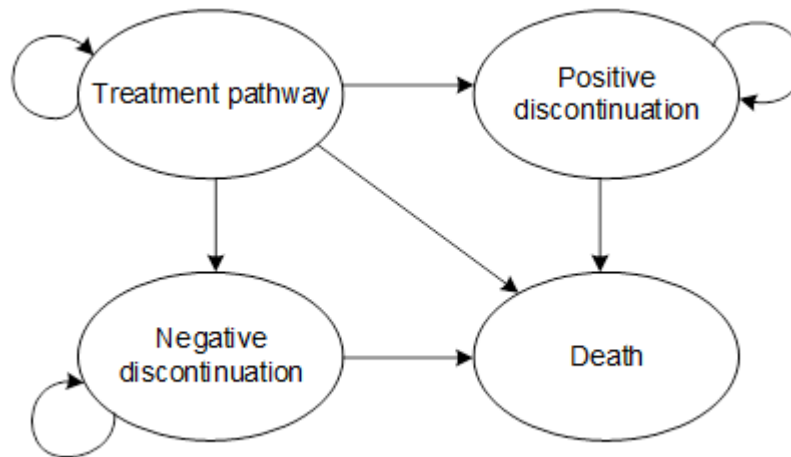 Treatment pathway
Positive
discontinuation
Negative
discontinuation
Death